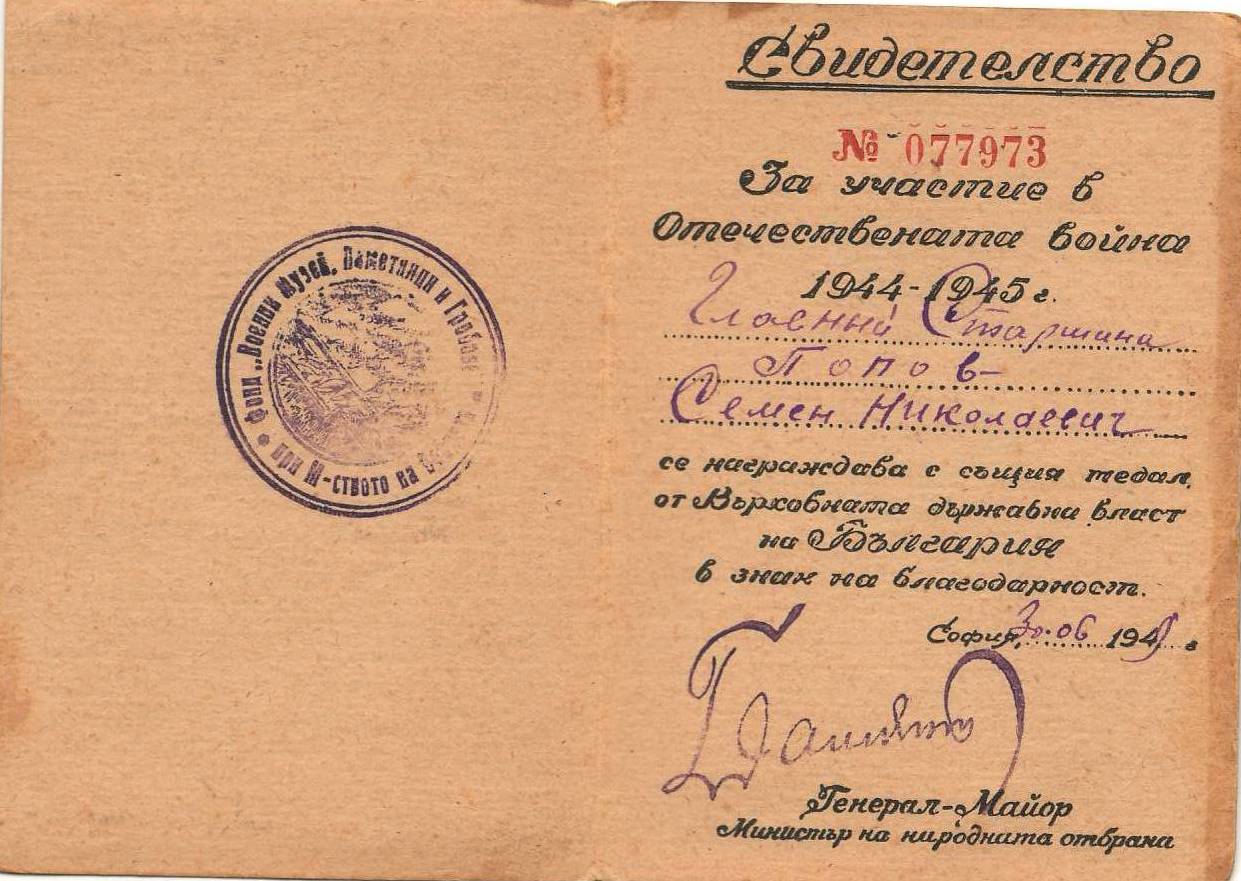 Фонд „Военни Музей, Паметници и Гробове"
при М-ството на
Свидетелство
№ 077973
За участие в
Отечествената война
1944-1945 г.
Главный Старшина
Попов
Семен Николаевич
се награждава с същия медал
от Върховната държавна власт
на България
в знак на благодарност.
София, 30.06 1945 г
Генерал-Майор
Министър на народната отбрана